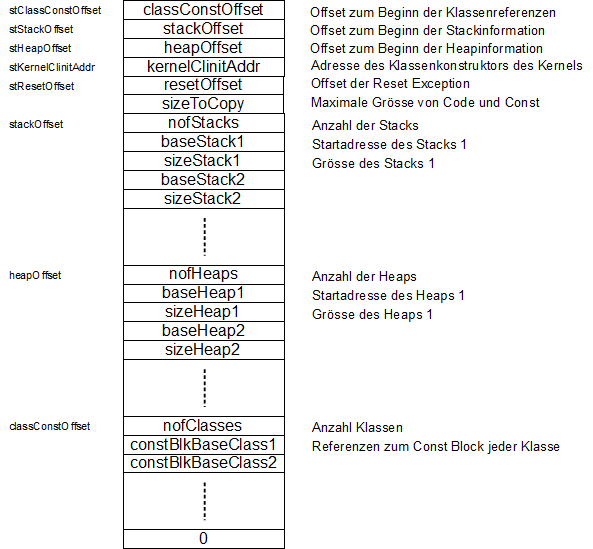 stClassConstOffset classConstOffset Offset zum Beginn der Klassenreferenzen
stStackOffset stackOffset Offset zum Beginn der Stackinformation
stHeapOffset heapOffset Offset zum Beginn der Heapinformation
stKernelClinitAddr kernelClinitAddr Adresse des Klassenkonstruktors des Kernels
stResetOffset resetOffset Offset der Reset Exception
sizeToCopy Maximale Grösse von Code und Const
stackOffset nofStacks Anzahl der Stacks
baseStack1 Startadresse des Stacks 1
sizeStack1 Grösse des Stacks 1
baseStack2
sizeStack2
heapOffset nofHeaps Anzahl der Heaps
baseHeap1 Startadresse des Heaps 1
sizeHeap1 Grösse des Heaps 1
baseHeap2
sizeHeap2
classConstOffset nofClasses Anzahl Klassen
constBlkBaseClass1 Referenzen zum Const Block jeder Klasse
constBlkBaseClass2
0